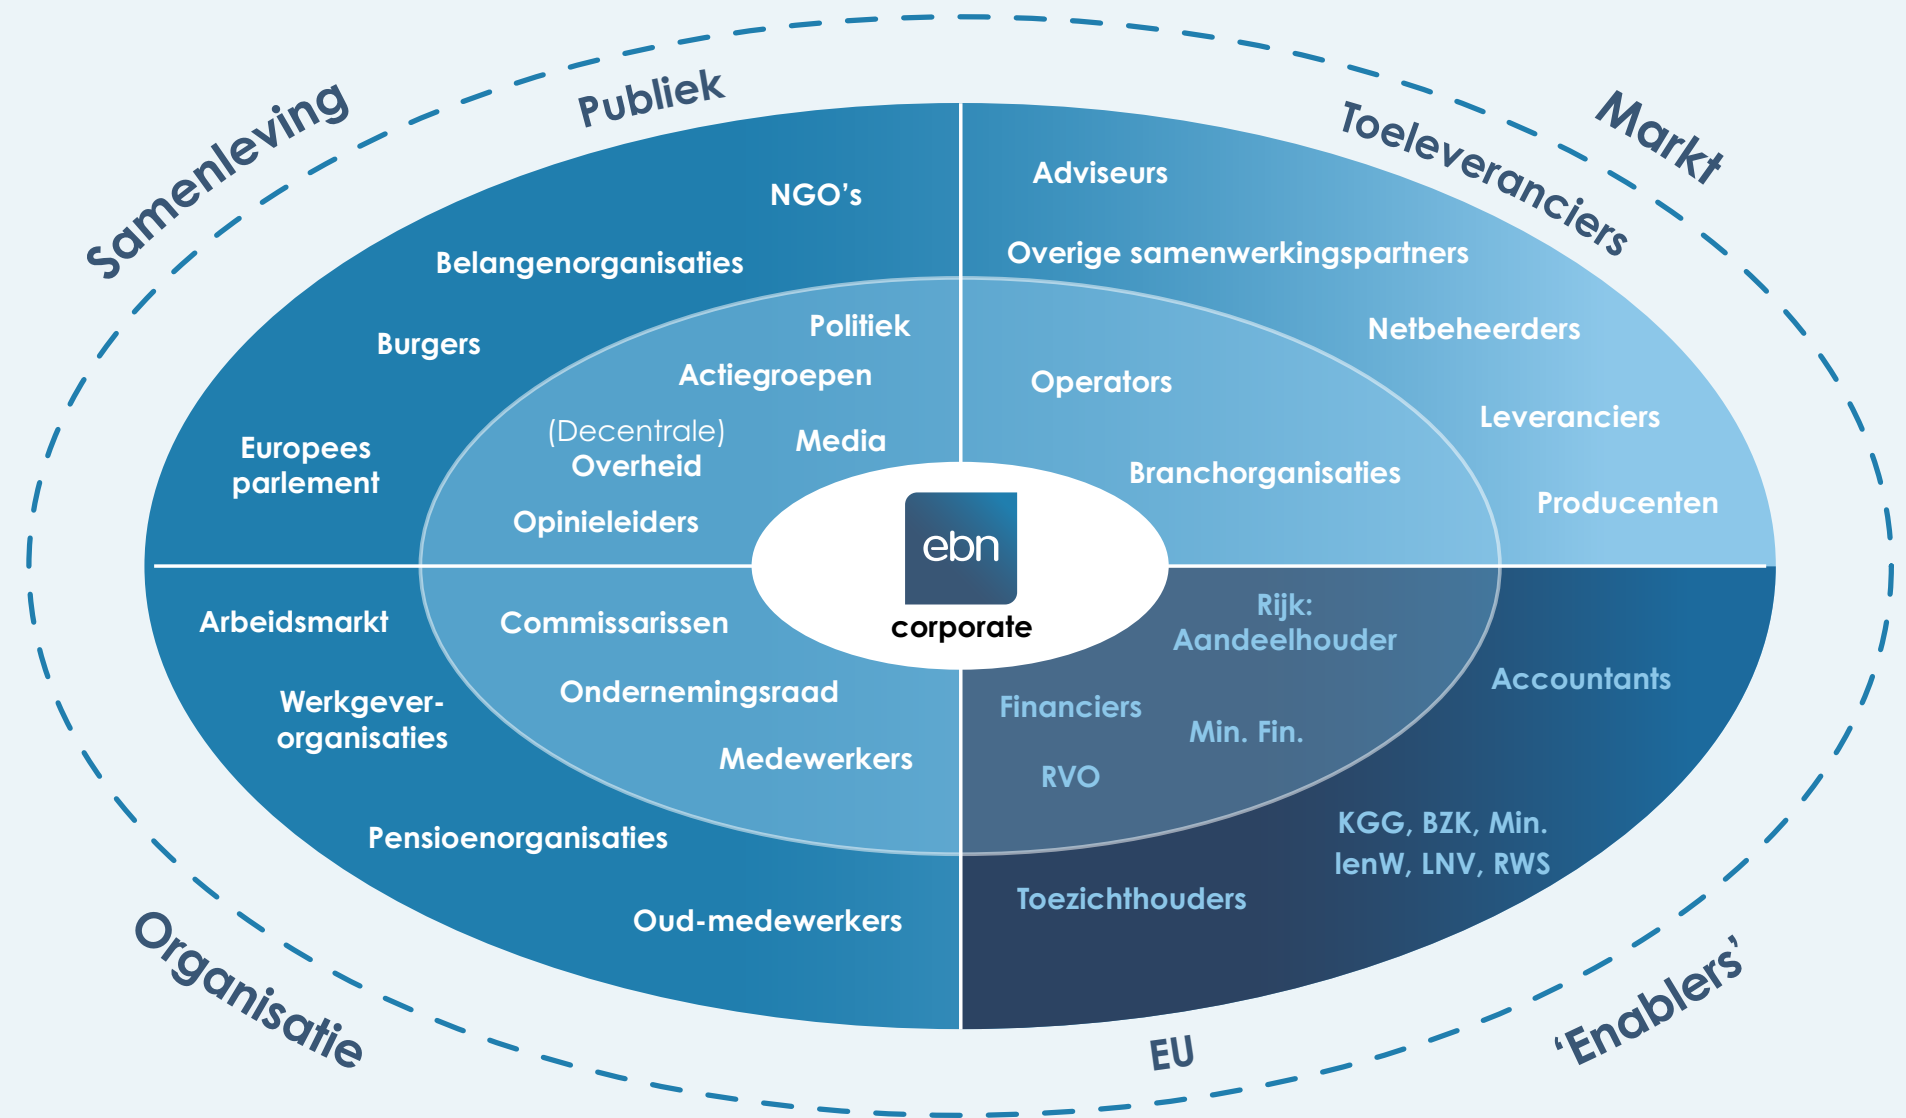 Samenleving
Publiek
Markt
Toeleveranciers
NGO’s
Belangenorganisaties
Burgers
Europees
parlement
Politiek
Actiegroepen
(Decentrale)
Overheid
Media
Opinieleiders
Adviseurs
Overige samenwerkingspartners
Netbeheerders
Leveranciers
Producenten
Operators
Branchorganisaties
ebn
corporate
Arbeidsmarkt
Werkgever-
organisaties
Pensioenorganisaties
Oud-medewerkers
Commissarissen
Ondernemingsraad
Medewerkers
Rijk:
Aandeelhouder
Financiers
Min. Fin.
RVO
Accountants
KGG, BZK, Min.
IenW, LNV, RWS
Toezichthouders
Organisatie
EU
‘Enablers’